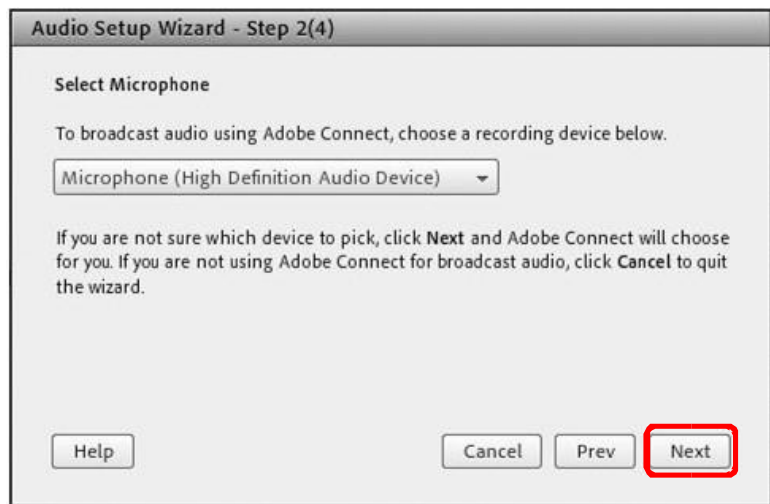 Audio Setup Wizard - Step 2(4)
Select Microphone
To broadcast audio using Adobe Connect, choose a recording device below.
Microphone (High Definition Audio Device)
If you are not sure which device to pick, click Next and Adobe Connect will choose
for you. If you are not using Adobe Connect for broadcast audio, click Cancel to quit
the wizard.
Help Cancel Prev Next